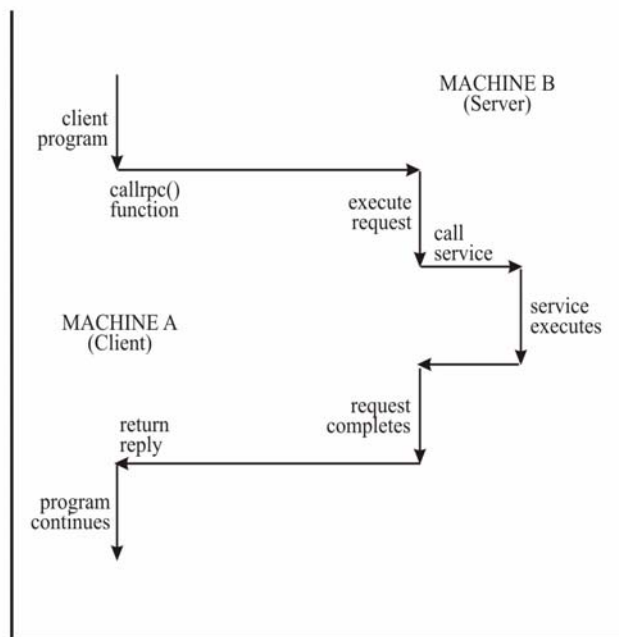 MACHINE B
(Server)
client
program
callrpc()
function
execute
request
call
service
service
executes
MACHINE A
(Client)
request
completes
return
reply
program
continues